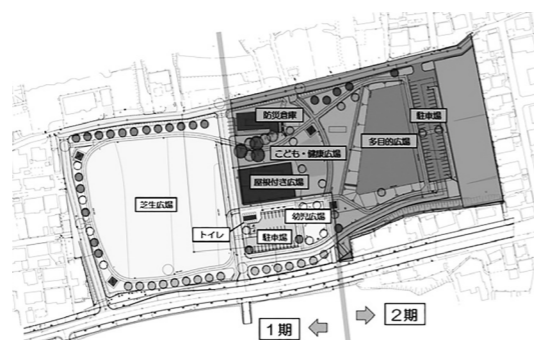 防災倉庫
駐車場
こども・健康広場
多目的広場
屋根付き広場
芝生広場
幼児広場
トイレ
駐車場
1期
2期